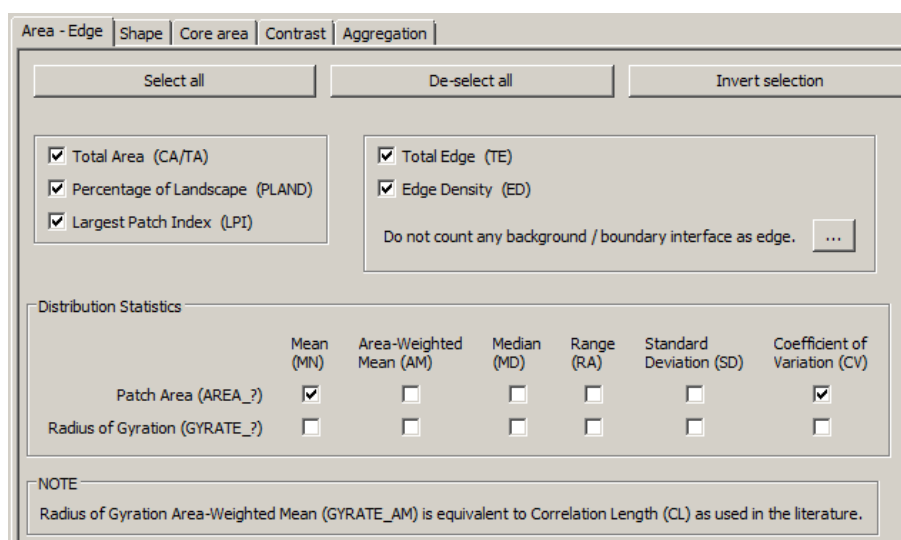 Area - Edge Shape Core area Contrast Aggregation
Select all De-select all Invert selection
Total Area (CA/TA) Total Edge (TE)
Percentage of Landscape (PLAND) Edge Density (ED)
Largest Patch Index (LPI)
Do not count any background / boundary interface as edge. ...
Distribution Statistics
Mean Area-Weighted Median Range Standard Coefficient of
(MN) Mean (AM) (MD) (RA) Deviation (SD) Variation (CV)
Patch Area (AREA_?)
Radius of Gyration (GYRATE_?)
NOTE
Radius of Gyration Area-Weighted Mean (GYRATE_AM) is equivalent to Correlation Length (CL) as used in the literature.